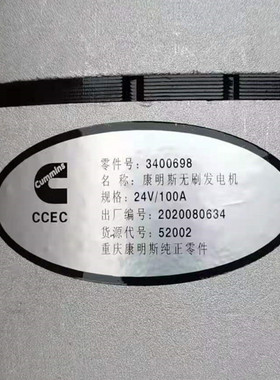 Cummins
CCEC
零件号: 3400698
名 称: 康明斯无刷发电机
规格: 24V/100A
出厂编号: 2020080634
货源代号: 52002
重庆康明斯纯正零件